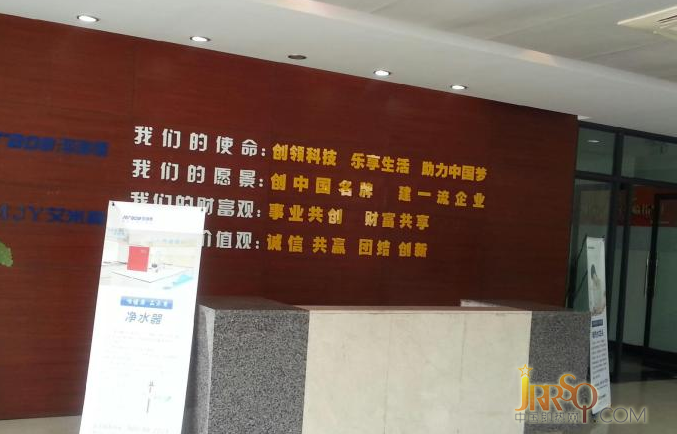 我们的使命：创领科技 乐享生活 助力中国梦
我们的愿景：创中国名牌 建一流企业
我们的财富观：事业共创 财富共享
价值观：诚信 共赢 团结 创新
净水器
JRRSQ.COM